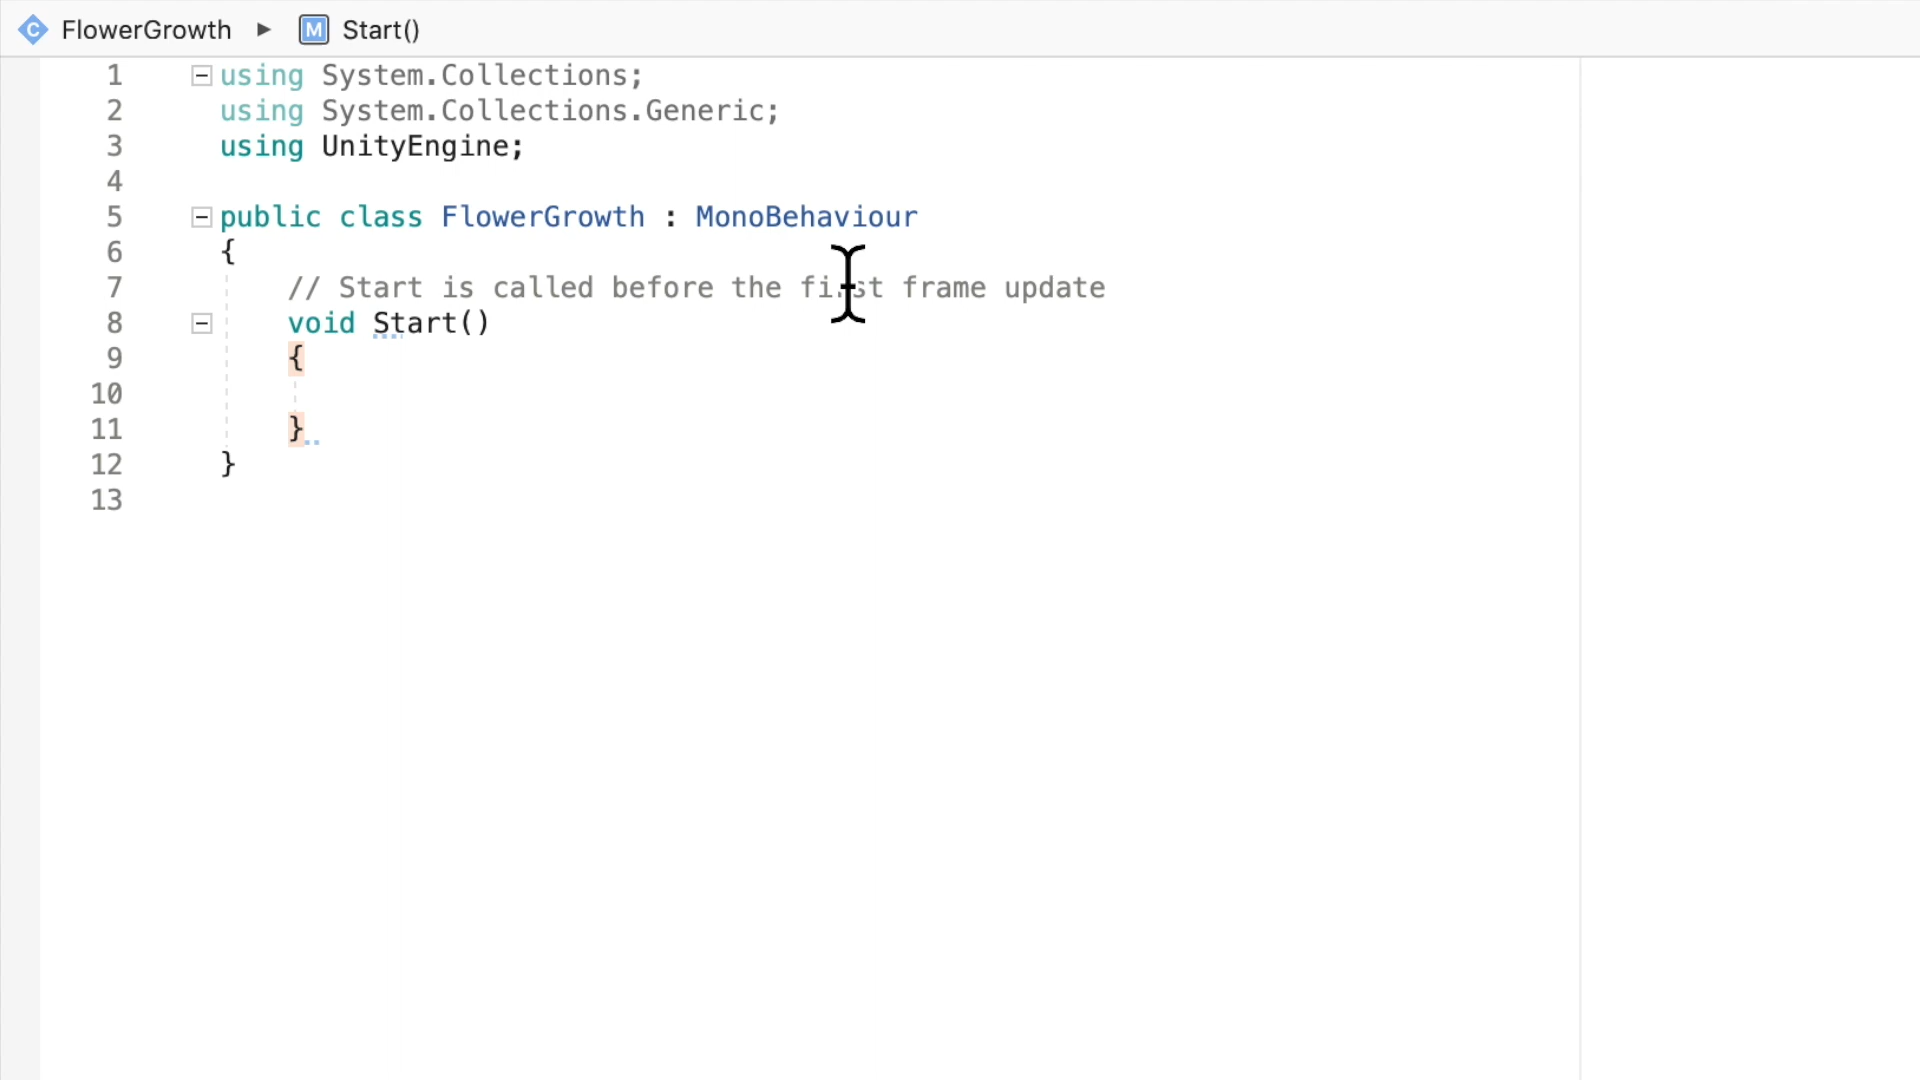 FlowerGrowth ▶ M Start()
1 using System.Collections;
2 using System.Collections.Generic;
3 using UnityEngine;
4
5 public class FlowerGrowth : MonoBehaviour
6 {
7 // Start is called before the first frame update
8 void Start()
9 {
10
11 }
12 }
13